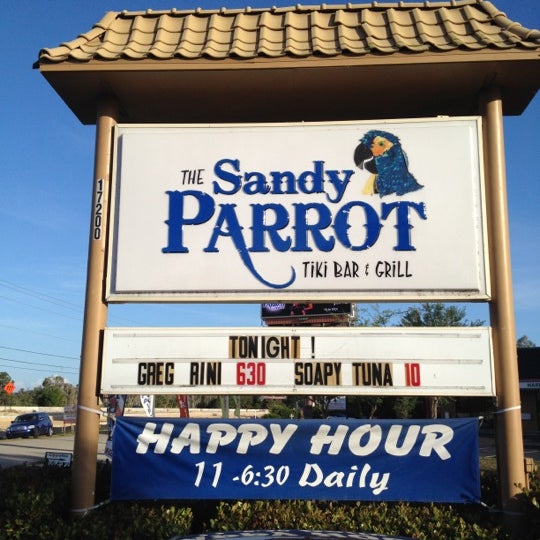 THE Sandy
PARROT
TIKI BAR & GRILL
17200
TONIGHT !
GREG RINI 630 SOAPY TUNA 10
HAPPY HOUR
11 -6:30 Daily